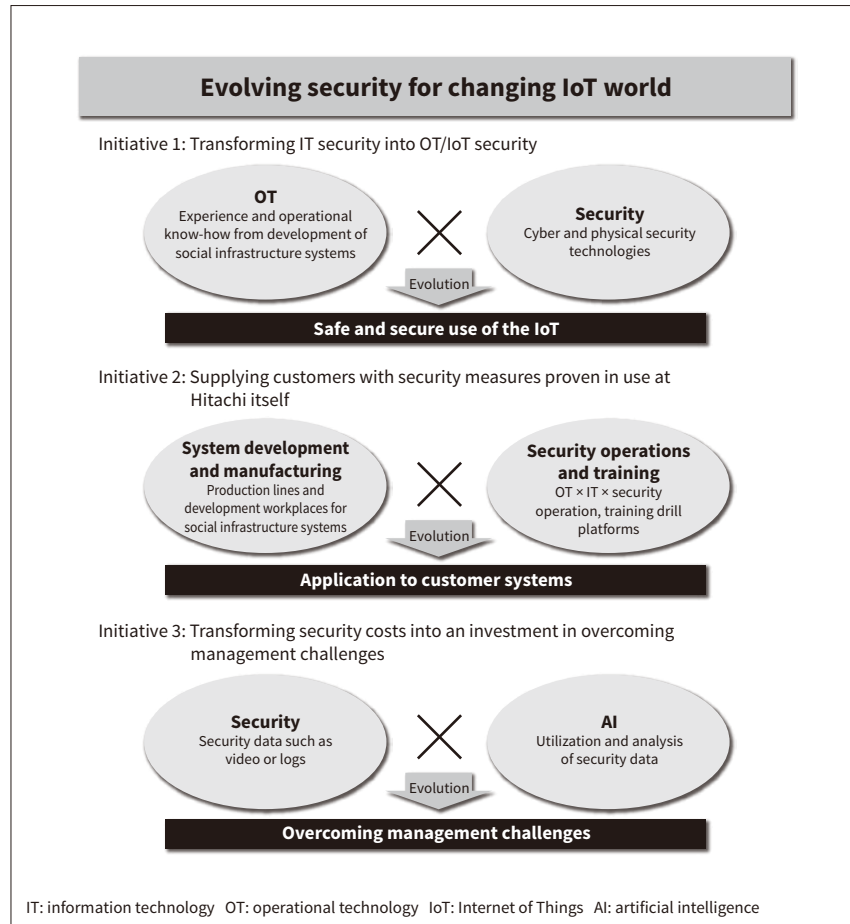 Evolving security for changing IoT world
Initiative 1: Transforming IT security into OT/IoT security
OT
Experience and operational
know-how from development of
social infrastructure systems
Security
Cyber and physical security
technologies
Evolution
Safe and secure use of the IoT
Initiative 2: Supplying customers with security measures proven in use at
Hitachi itself
System development
and manufacturing
Production lines and
development workplaces for
social infrastructure systems
Security operations
and training
OT × IT × security
operation, training drill
platforms
Evolution
Application to customer systems
Initiative 3: Transforming security costs into an investment in overcoming
management challenges
Security
Security data such as
video or logs
AI
Utilization and analysis
of security data
Evolution
Overcoming management challenges
IT: information technology OT: operational technology IoT: Internet of Things AI: artificial intelligence